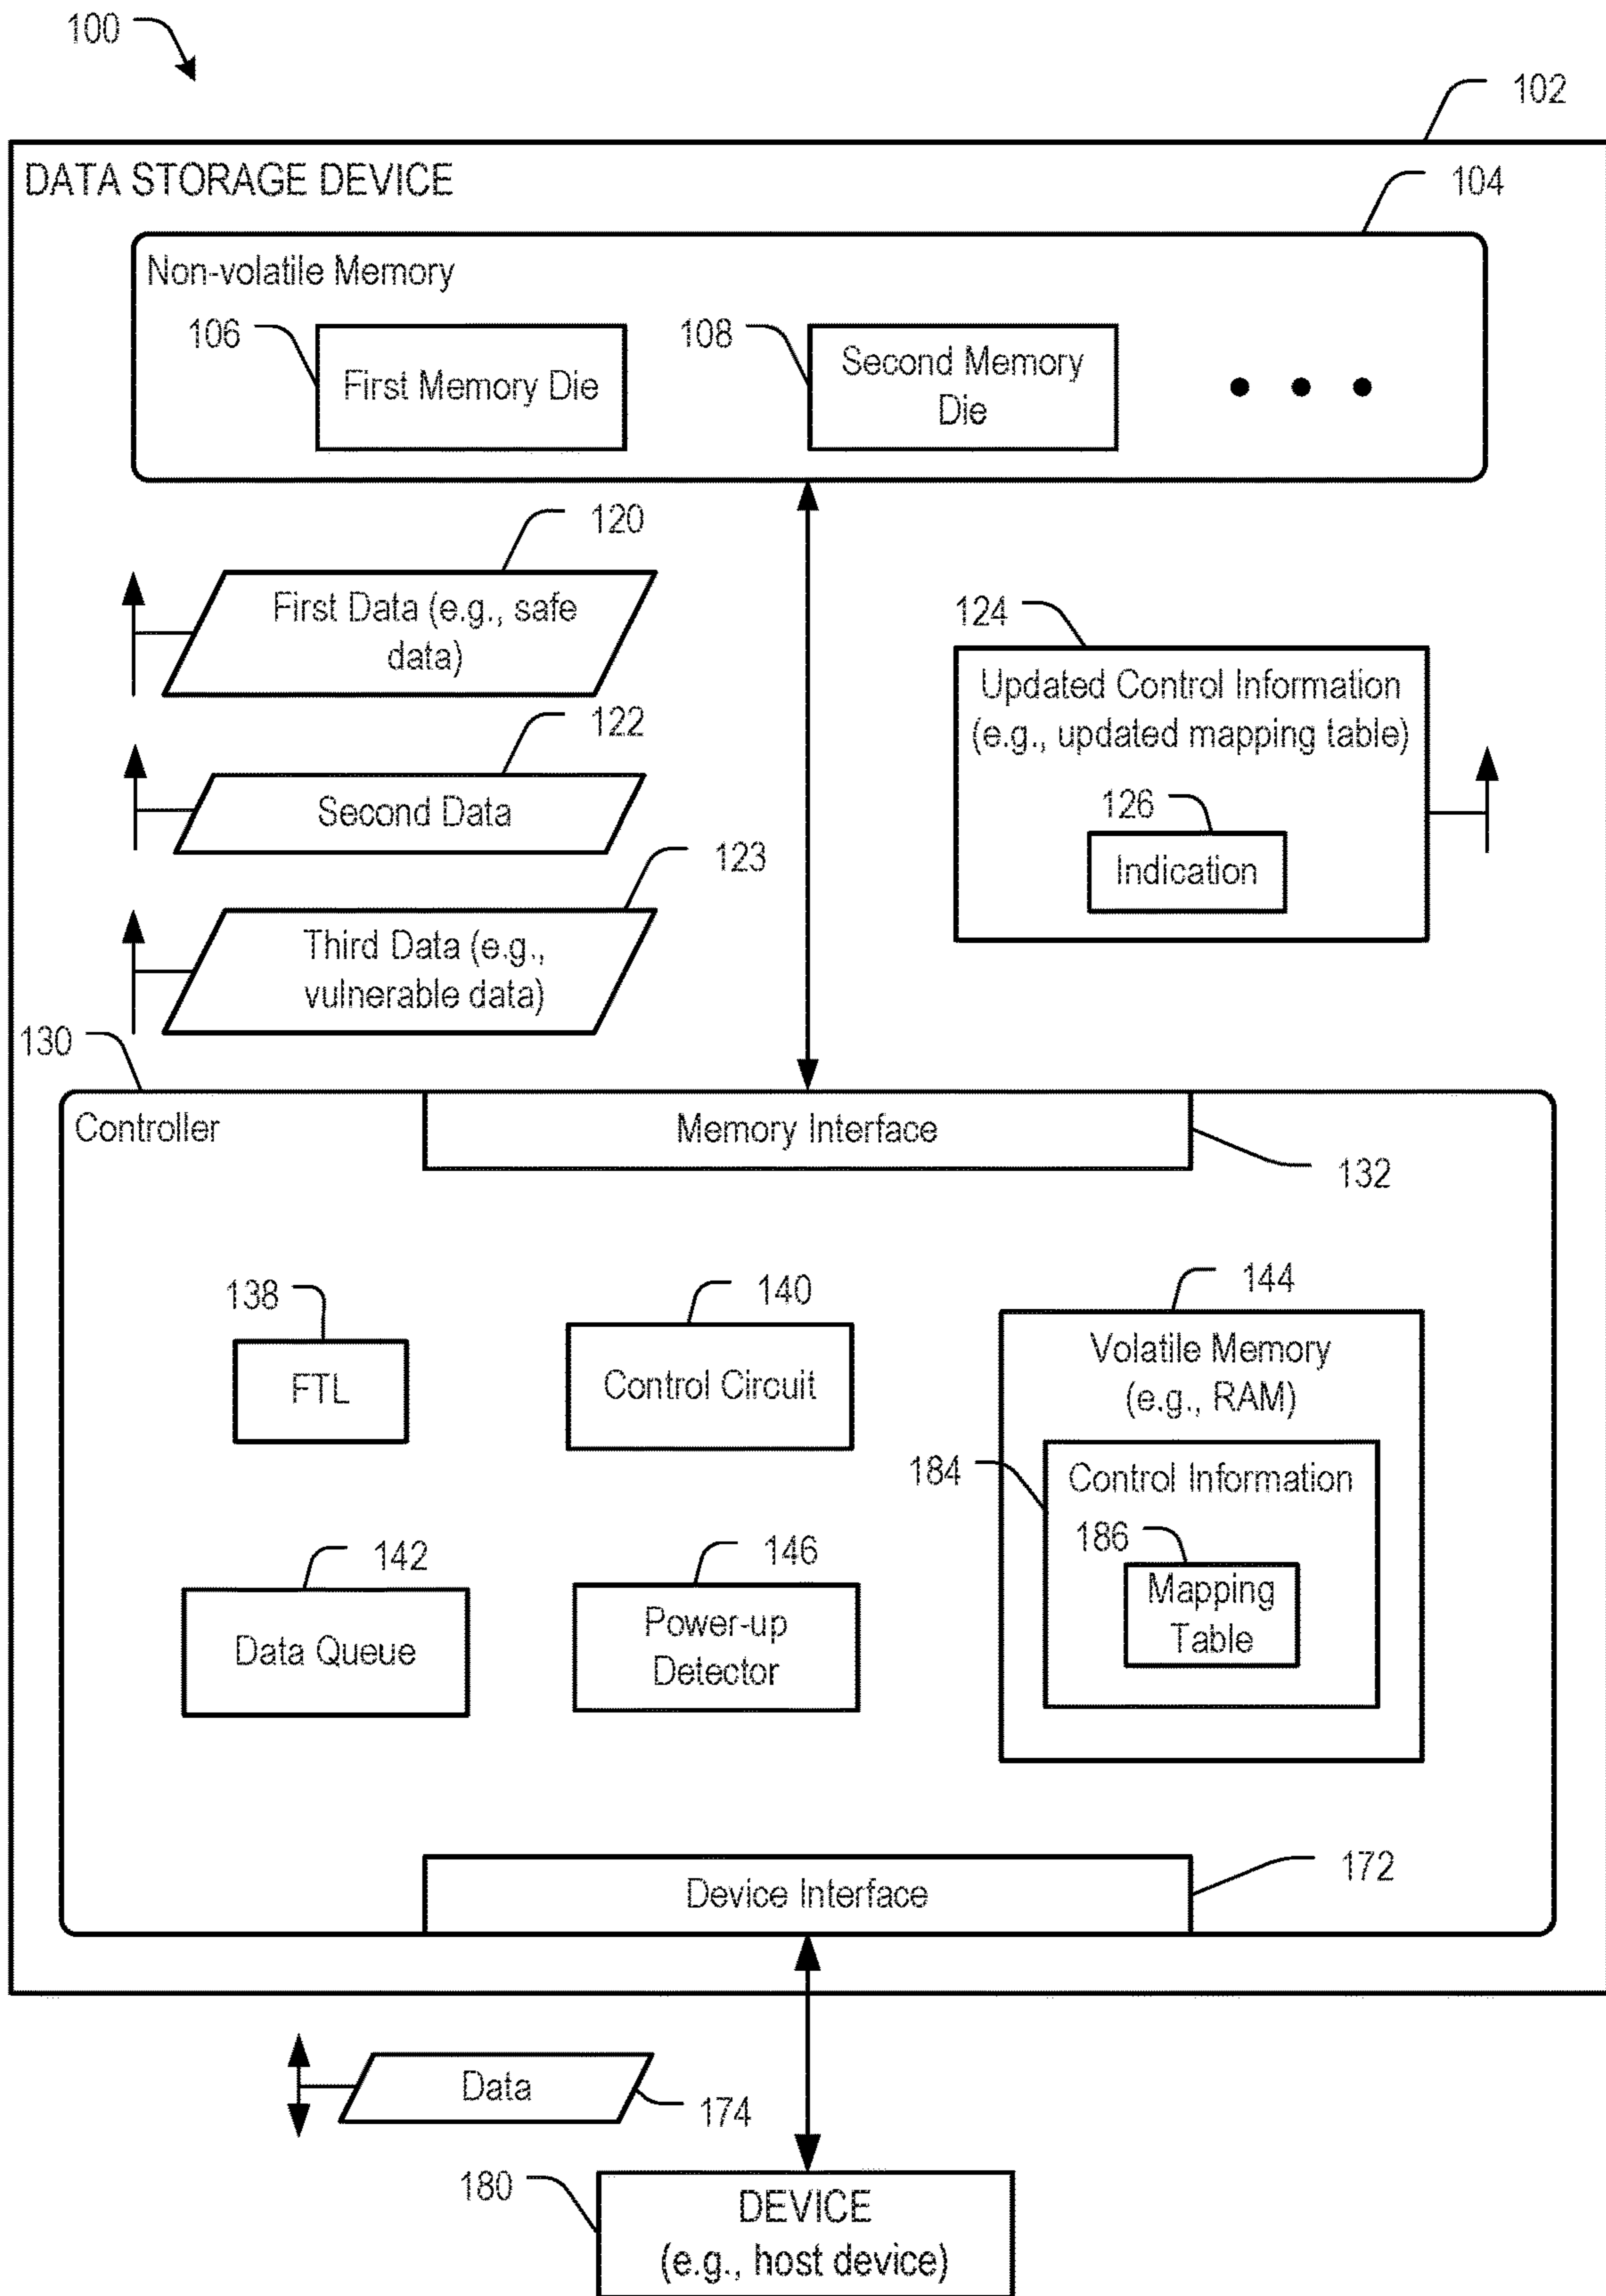 100
102
DATA STORAGE DEVICE
104
Non-volatile Memory
106
First Memory Die
108
Second Memory
Die
120
First Data (e.g., safe
data)
122
Second Data
123
Third Data (e.g.,
vulnerable data)
124
Updated Control Information
(e.g., updated mapping table)
126
Indication
130
Controller
Memory Interface
132
138
FTL
140
Control Circuit
144
Volatile Memory
(e.g., RAM)
184
Control Information
186
Mapping
Table
142
Data Queue
146
Power-up
Detector
172
Device Interface
Data
174
180
DEVICE
(e.g., host device)